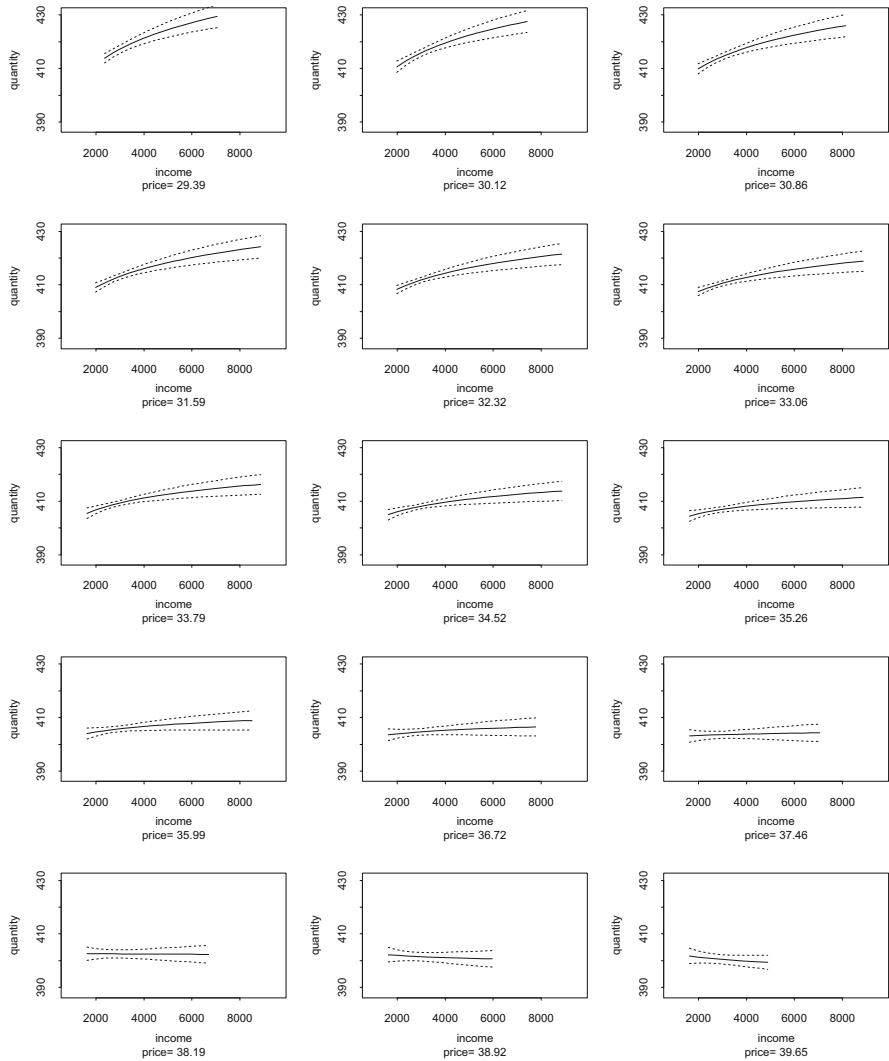 quantity
430
410
390
2000 4000 6000 8000
income
price= 29.39
quantity
430
410
390
2000 4000 6000 8000
income
price= 30.12
quantity
430
410
390
2000 4000 6000 8000
income
price= 30.86
quantity
430
410
390
2000 4000 6000 8000
income
price= 31.59
quantity
430
410
390
2000 4000 6000 8000
income
price= 32.32
quantity
430
410
390
2000 4000 6000 8000
income
price= 33.06
quantity
430
410
390
2000 4000 6000 8000
income
price= 33.79
quantity
430
410
390
2000 4000 6000 8000
income
price= 34.52
quantity
430
410
390
2000 4000 6000 8000
income
price= 35.26
quantity
430
410
390
2000 4000 6000 8000
income
price= 35.99
quantity
430
410
390
2000 4000 6000 8000
income
price= 36.72
quantity
430
410
390
2000 4000 6000 8000
income
price= 37.46
quantity
430
410
390
2000 4000 6000 8000
income
price= 38.19
quantity
430
410
390
2000 4000 6000 8000
income
price= 38.92
quantity
430
410
390
2000 4000 6000 8000
income
price= 39.65